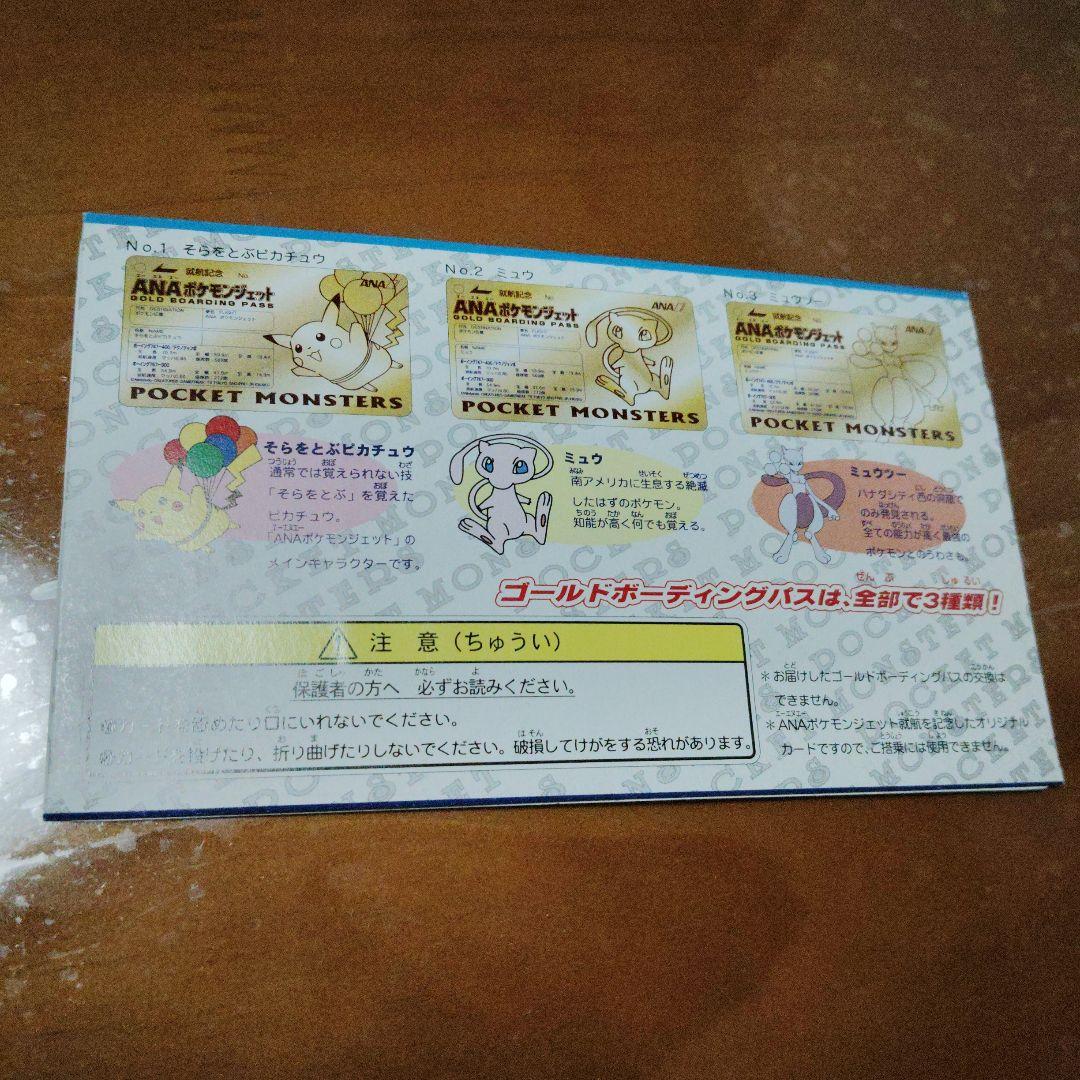 No.1 そらをとぶピカチュウ
No.2 ミュウ
No.3 ミュウツー
就航記念 No.
ANAポケモンジェット
GOLD BOARDING PASS
ANA
POCKET MONSTERS
就航記念 No.
ANAポケモンジェット
GOLD BOARDING PASS
ANA
POCKET MONSTERS
就航記念 No.
ANAポケモンジェット
GOLD BOARDING PASS
ANA
POCKET MONSTERS
そらをとぶピカチュウ
通常では覚えられない技
「そらをとぶ」を覚えた
ピカチュウ。
「ANAポケモンジェット」の
メインキャラクターです。
ミュウ
南アメリカに生息する絶滅
したはずのポケモン。
知能が高く何でも覚える。
ミュウツー
ハナダシティ西の洞窟で
のみ発見される。
全ての能力が高く最強の
ポケモンとのうわさも。
ゴールドボーディングパスは、全部で3種類!
注 意(ちゅうい)
保護者の方へ 必ずお読みください。
めたり口にいれないでください。
投げたり、折り曲げたりしないでください。破損してけがをする恐れがあります。
*お届けしたゴールドボーディングパスの交換は
できません。
*ANAポケモンジェット就航を記念したオリジナル
カードですので、ご搭乗には使用できません。